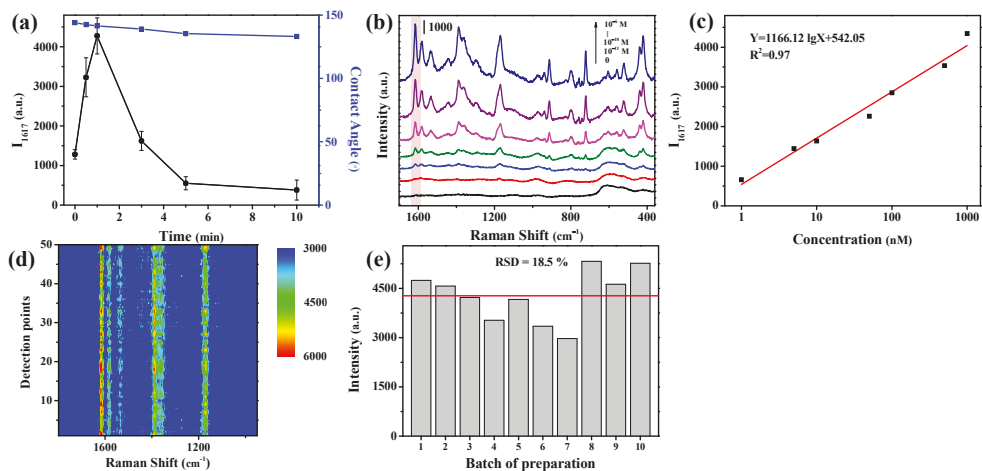 (a)
4000
3000
2000
1000
0
I1617 (a.u.)
0 2 4 6 8 10
Time (min)
150
100
50
0
Contact Angle (°)
(b)
1000
10⁻⁶ M
10⁻¹⁰ M
10⁻¹¹ M
0
Intensity (a.u.)
1600 1200 800 400
Raman Shift (cm⁻¹)
(c)
Y=1166.12 lgX+542.05
R²=0.97
4000
3000
2000
1000
0
I1617 (a.u.)
1 10 100 1000
Concentration (nM)
(d)
50
40
30
20
10
0
Detection points
1600 1200
Raman Shift (cm⁻¹)
3000
4500
6000
(e)
RSD = 18.5 %
4500
3000
1500
0
Intensity (a.u.)
1 2 3 4 5 6 7 8 9 10
Batch of preparation